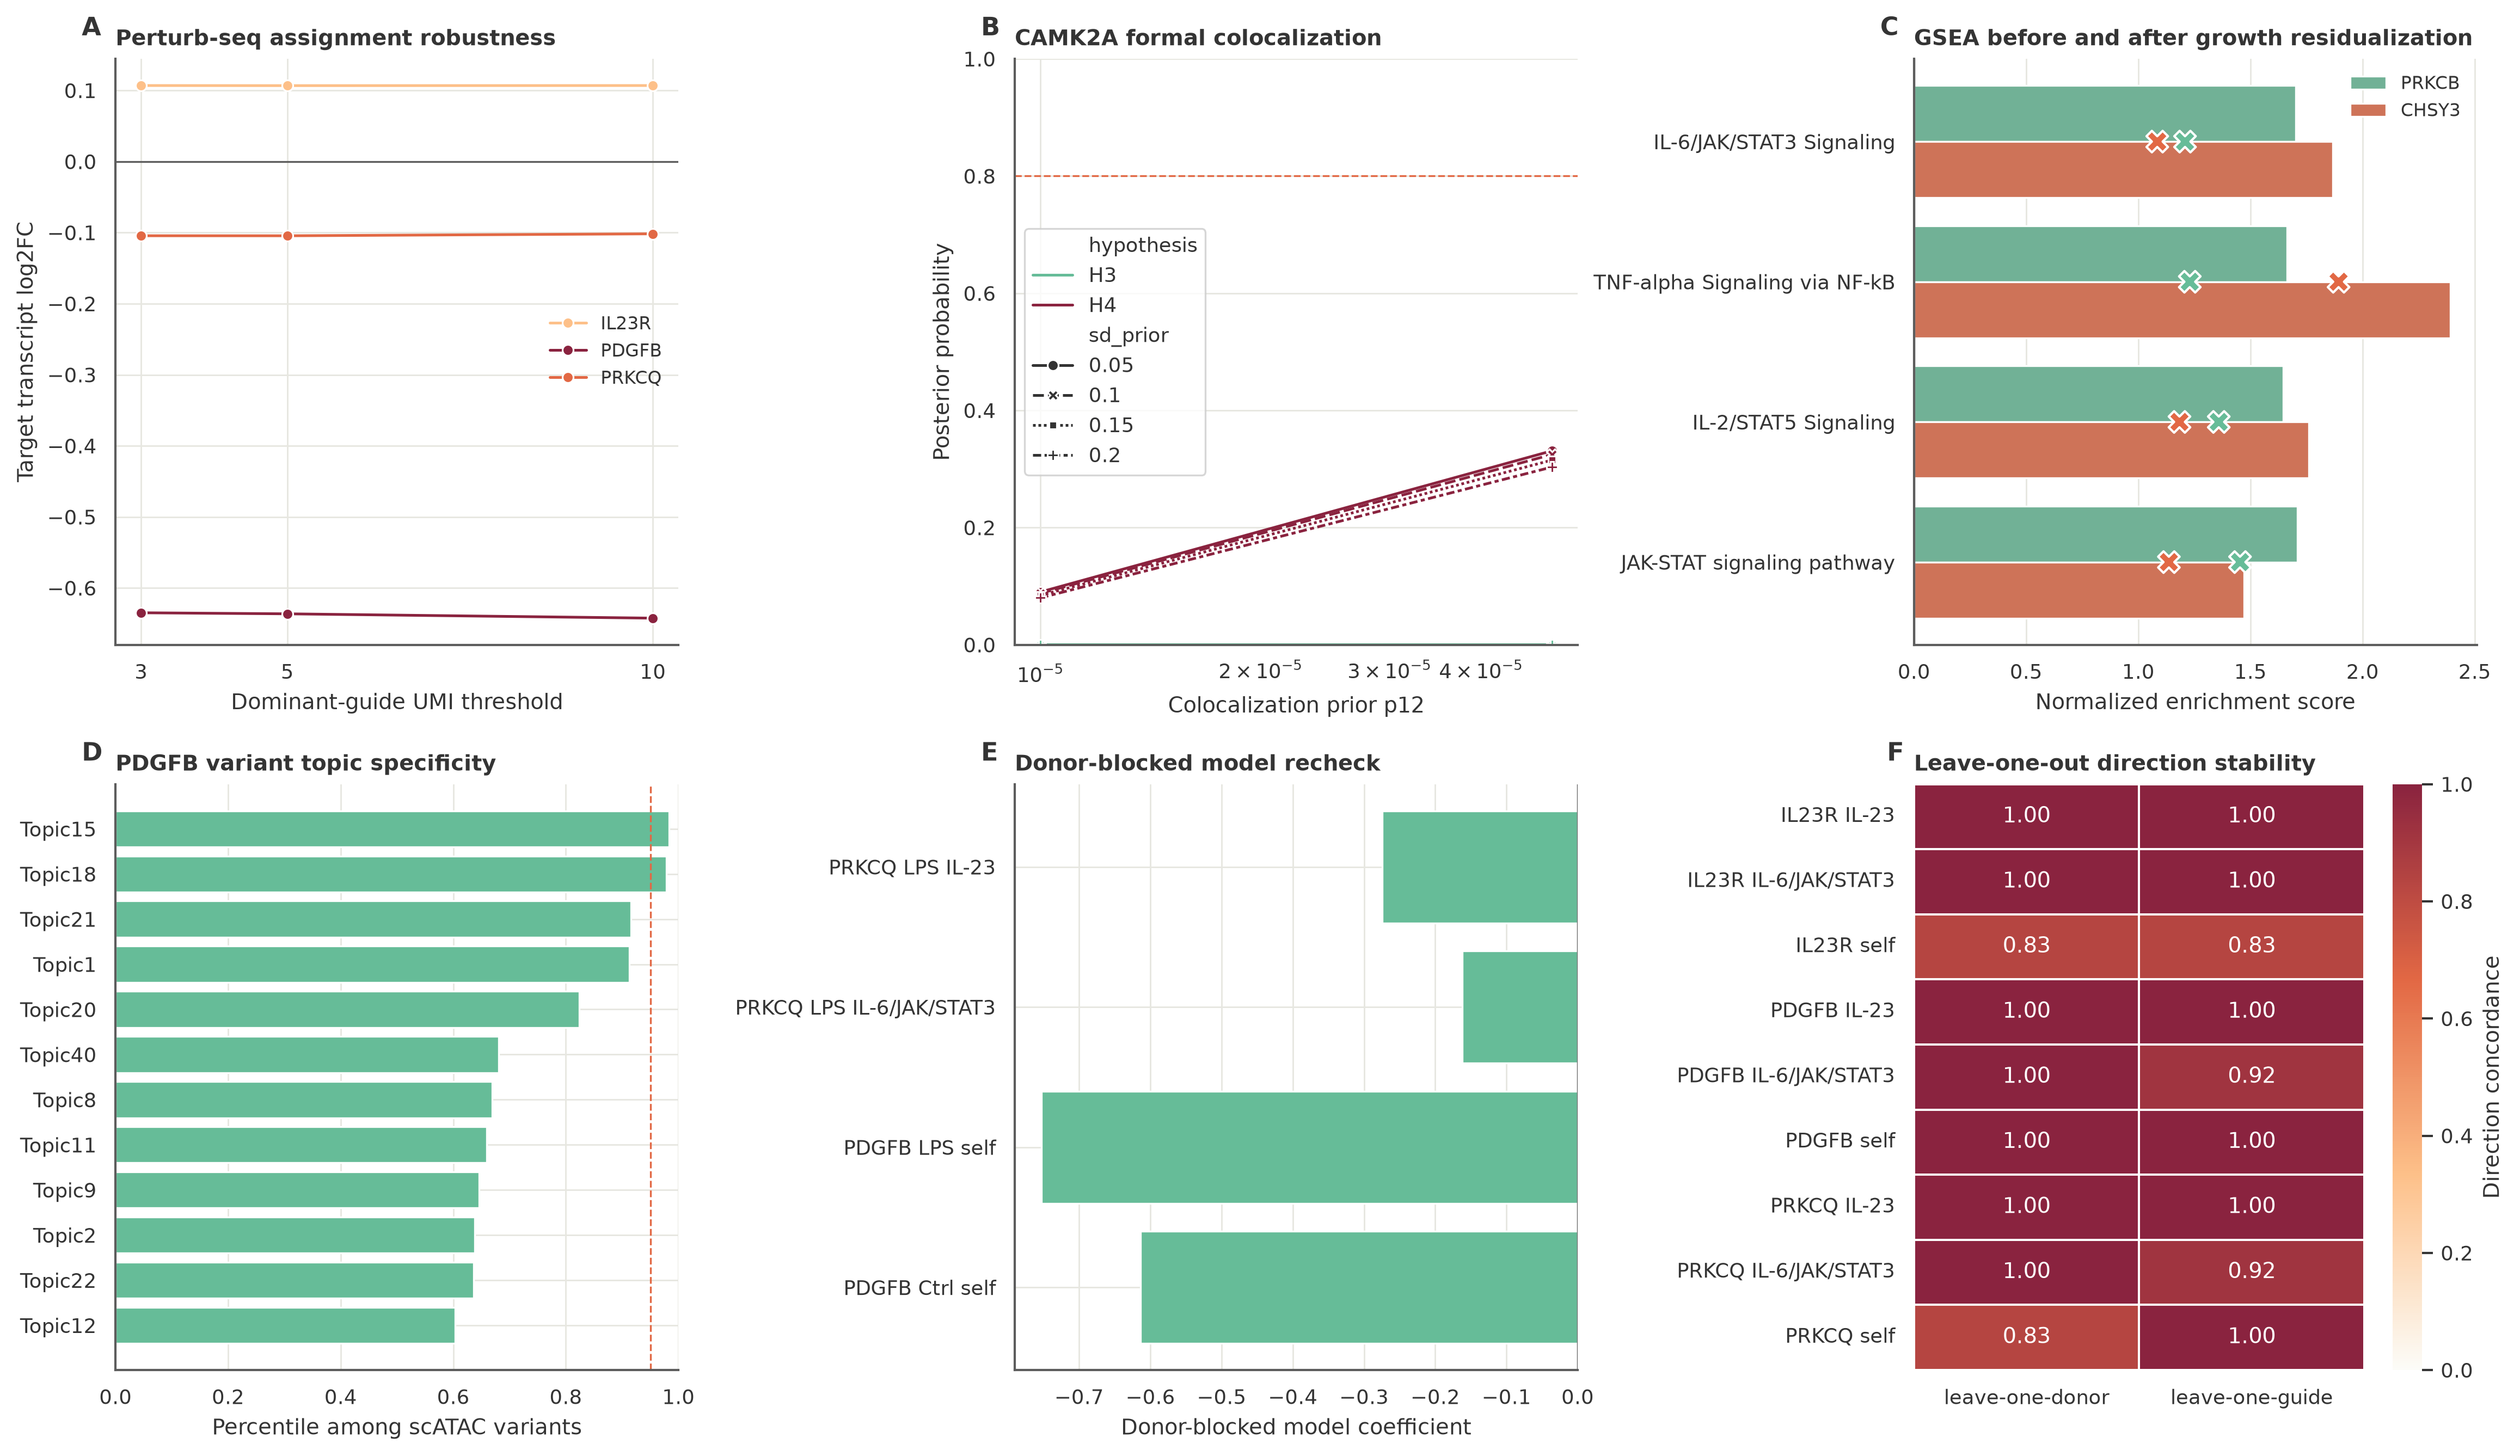 A
Perturb-seq assignment robustness
0.1
0.0
−0.1
−0.2
−0.3
−0.4
−0.5
−0.6
Target transcript log2FC
IL23R
PDGFB
PRKCQ
3
5
10
Dominant-guide UMI threshold
B
CAMK2A formal colocalization
1.0
0.8
0.6
0.4
0.2
0.0
Posterior probability
hypothesis
H3
H4
sd_prior
0.05
0.1
0.15
0.2
10⁻⁵
2 × 10⁻⁵
3 × 10⁻⁵
4 × 10⁻⁵
Colocalization prior p12
C
GSEA before and after growth residualization
PRKCB
CHSY3
IL-6/JAK/STAT3 Signaling
TNF-alpha Signaling via NF-kB
IL-2/STAT5 Signaling
JAK-STAT signaling pathway
0.0
0.5
1.0
1.5
2.0
2.5
Normalized enrichment score
D
PDGFB variant topic specificity
Topic15
Topic18
Topic21
Topic1
Topic20
Topic40
Topic8
Topic11
Topic9
Topic2
Topic22
Topic12
0.0
0.2
0.4
0.6
0.8
1.0
Percentile among scATAC variants
E
Donor-blocked model recheck
PRKCQ LPS IL-23
PRKCQ LPS IL-6/JAK/STAT3
PDGFB LPS self
PDGFB Ctrl self
−0.7
−0.6
−0.5
−0.4
−0.3
−0.2
−0.1
0.0
Donor-blocked model coefficient
F
Leave-one-out direction stability
IL23R IL-23 1.00 1.00
IL23R IL-6/JAK/STAT3 1.00 1.00
IL23R self 0.83 0.83
PDGFB IL-23 1.00 1.00
PDGFB IL-6/JAK/STAT3 1.00 0.92
PDGFB self 1.00 1.00
PRKCQ IL-23 1.00 1.00
PRKCQ IL-6/JAK/STAT3 1.00 0.92
PRKCQ self 0.83 1.00
leave-one-donor
leave-one-guide
1.0
0.8
0.6
0.4
0.2
0.0
Direction concordance